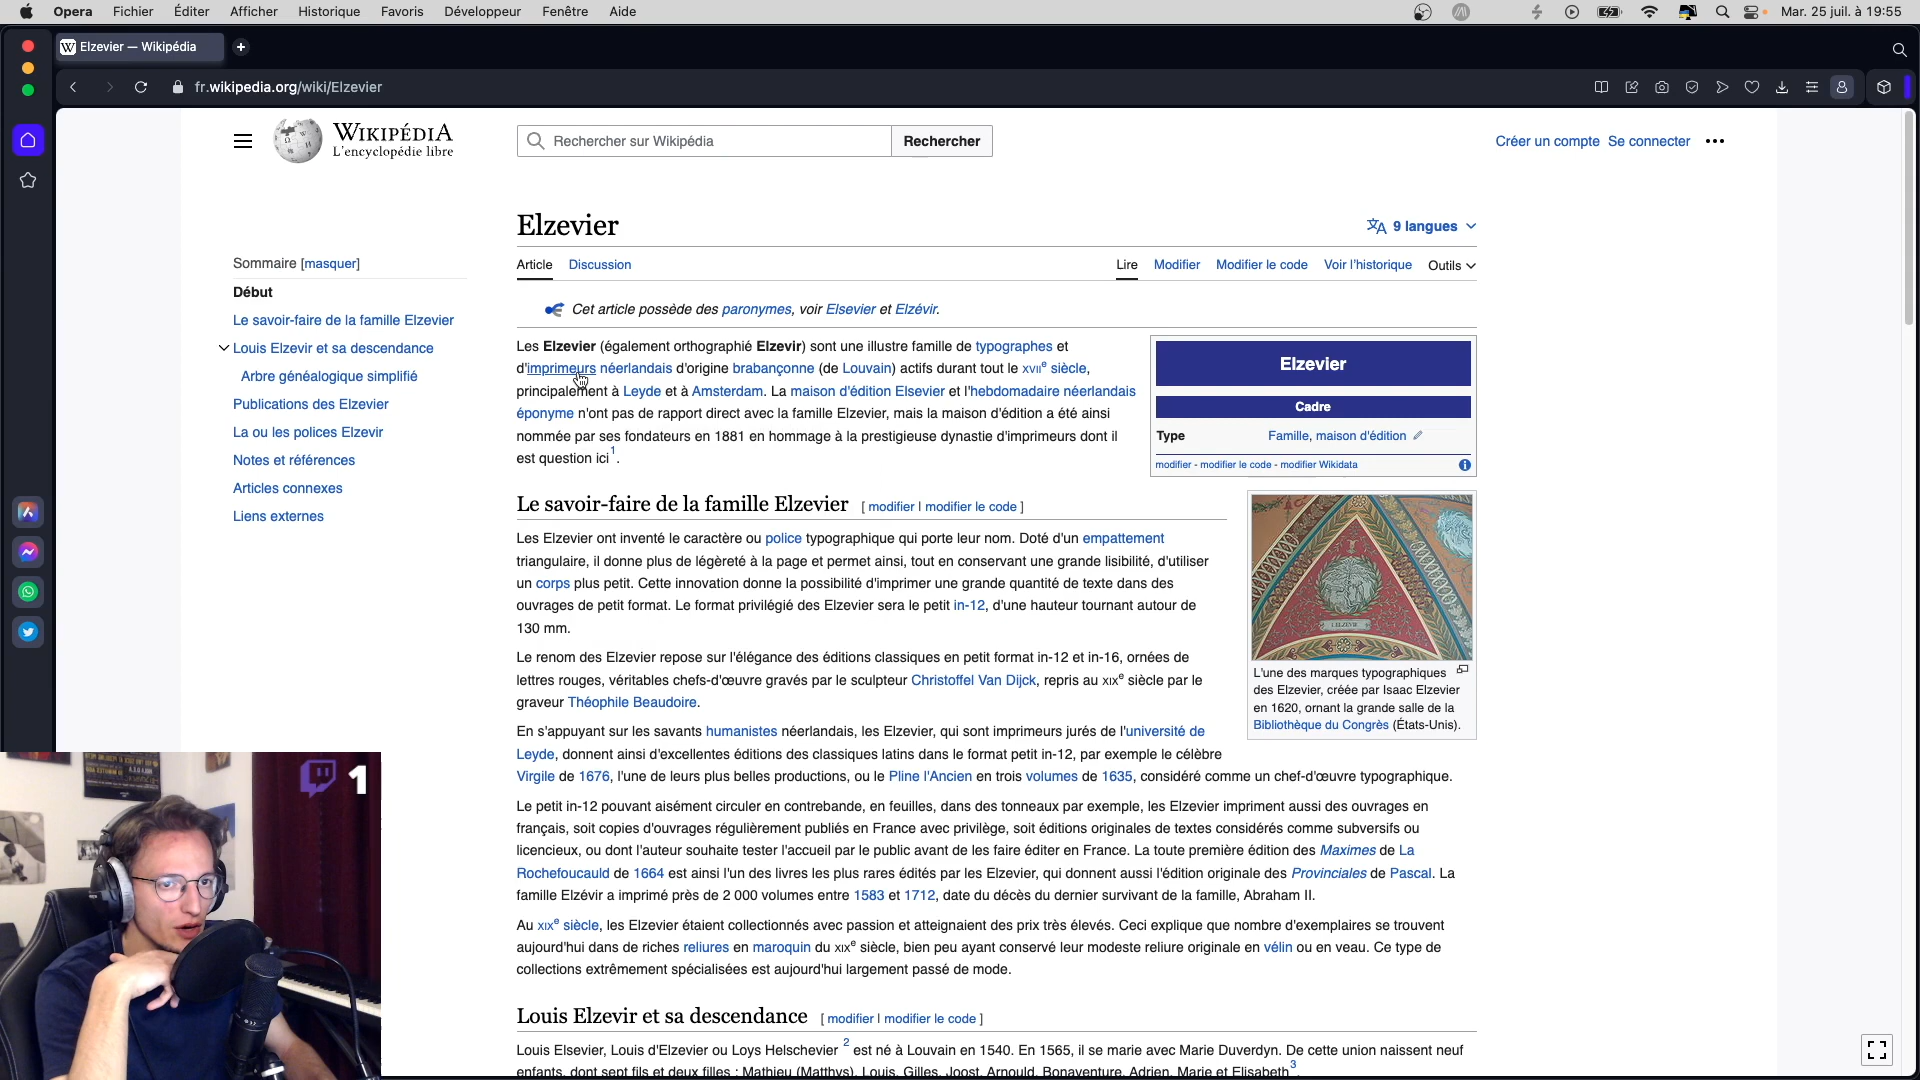 Opera Fichier Éditer Afficher Historique Favoris Développeur Fenêtre Aide
Mar. 25 juil. à 19:55
W Elzevier — Wikipédia
fr.wikipedia.org/wiki/Elzevier
WIKIPÉDIA
L'encyclopédie libre
Rechercher sur Wikipédia
Rechercher
Créer un compte Se connecter
Elzevier
9 langues
Article Discussion
Lire Modifier Modifier le code Voir l'historique Outils
Sommaire [masquer]
Début
Le savoir-faire de la famille Elzevier
Louis Elzevir et sa descendance
Arbre généalogique simplifié
Publications des Elzevier
La ou les polices Elzevir
Notes et références
Articles connexes
Liens externes
Cet article possède des paronymes, voir Elsevier et Elzévir.
Les Elzevier (également orthographié Elzevir) sont une illustre famille de typographes et
d'imprimeurs néerlandais d'origine brabançonne (de Louvain) actifs durant tout le XVIIe siècle,
principalement à Leyde et à Amsterdam. La maison d'édition Elsevier et l'hebdomadaire néerlandais
éponyme n'ont pas de rapport direct avec la famille Elzevier, mais la maison d'édition a été ainsi
nommée par ses fondateurs en 1881 en hommage à la prestigieuse dynastie d'imprimeurs dont il
est question ici1.
Elzevier
Cadre
Type Famille, maison d'édition
modifier - modifier le code - modifier Wikidata
Le savoir-faire de la famille Elzevier [ modifier | modifier le code ]
Les Elzevier ont inventé le caractère ou police typographique qui porte leur nom. Doté d'un empattement
triangulaire, il donne plus de légèreté à la page et permet ainsi, tout en conservant une grande lisibilité, d'utiliser
un corps plus petit. Cette innovation donne la possibilité d'imprimer une grande quantité de texte dans des
ouvrages de petit format. Le format privilégié des Elzevier sera le petit in-12, d'une hauteur tournant autour de
130 mm.
Le renom des Elzevier repose sur l'élégance des éditions classiques en petit format in-12 et in-16, ornées de
lettres rouges, véritables chefs-d'œuvre gravés par le sculpteur Christoffel Van Dijck, repris au XIXe siècle par le
graveur Théophile Beaudoire.
L'une des marques typographiques
des Elzevier, créée par Isaac Elzevier
en 1620, ornant la grande salle de la
Bibliothèque du Congrès (États-Unis).
En s'appuyant sur les savants humanistes néerlandais, les Elzevier, qui sont imprimeurs jurés de l'université de
Leyde, donnent ainsi d'excellentes éditions des classiques latins dans le format petit in-12, par exemple le célèbre
Virgile de 1676, l'une de leurs plus belles productions, ou le Pline l'Ancien en trois volumes de 1635, considéré comme un chef-d'œuvre typographique.
Le petit in-12 pouvant aisément circuler en contrebande, en feuilles, dans des tonneaux par exemple, les Elzevier impriment aussi des ouvrages en
français, soit copies d'ouvrages régulièrement publiés en France avec privilège, soit éditions originales de textes considérés comme subversifs ou
licencieux, ou dont l'auteur souhaite tester l'accueil par le public avant de les faire éditer en France. La toute première édition des Maximes de La
Rochefoucauld de 1664 est ainsi l'un des livres les plus rares édités par les Elzevier, qui donnent aussi l'édition originale des Provinciales de Pascal. La
famille Elzévir a imprimé près de 2 000 volumes entre 1583 et 1712, date du décès du dernier survivant de la famille, Abraham II.
Au XIXe siècle, les Elzevier étaient collectionnés avec passion et atteignaient des prix très élevés. Ceci explique que nombre d'exemplaires se trouvent
aujourd'hui dans de riches reliures en maroquin du XIXe siècle, bien peu ayant conservé leur modeste reliure originale en vélin ou en veau. Ce type de
collections extrêmement spécialisées est aujourd'hui largement passé de mode.
Louis Elzevir et sa descendance [ modifier | modifier le code ]
Louis Elsevier, Louis d'Elzevier ou Loys Helschevier 2 est né à Louvain en 1540. En 1565, il se marie avec Marie Duverdyn. De cette union naissent neuf
enfants, dont sept fils et deux filles : Mathieu (Matthys), Louis, Gilles, Joost, Arnould, Bonaventure, Adrien, Marie et Elisabeth3.
1